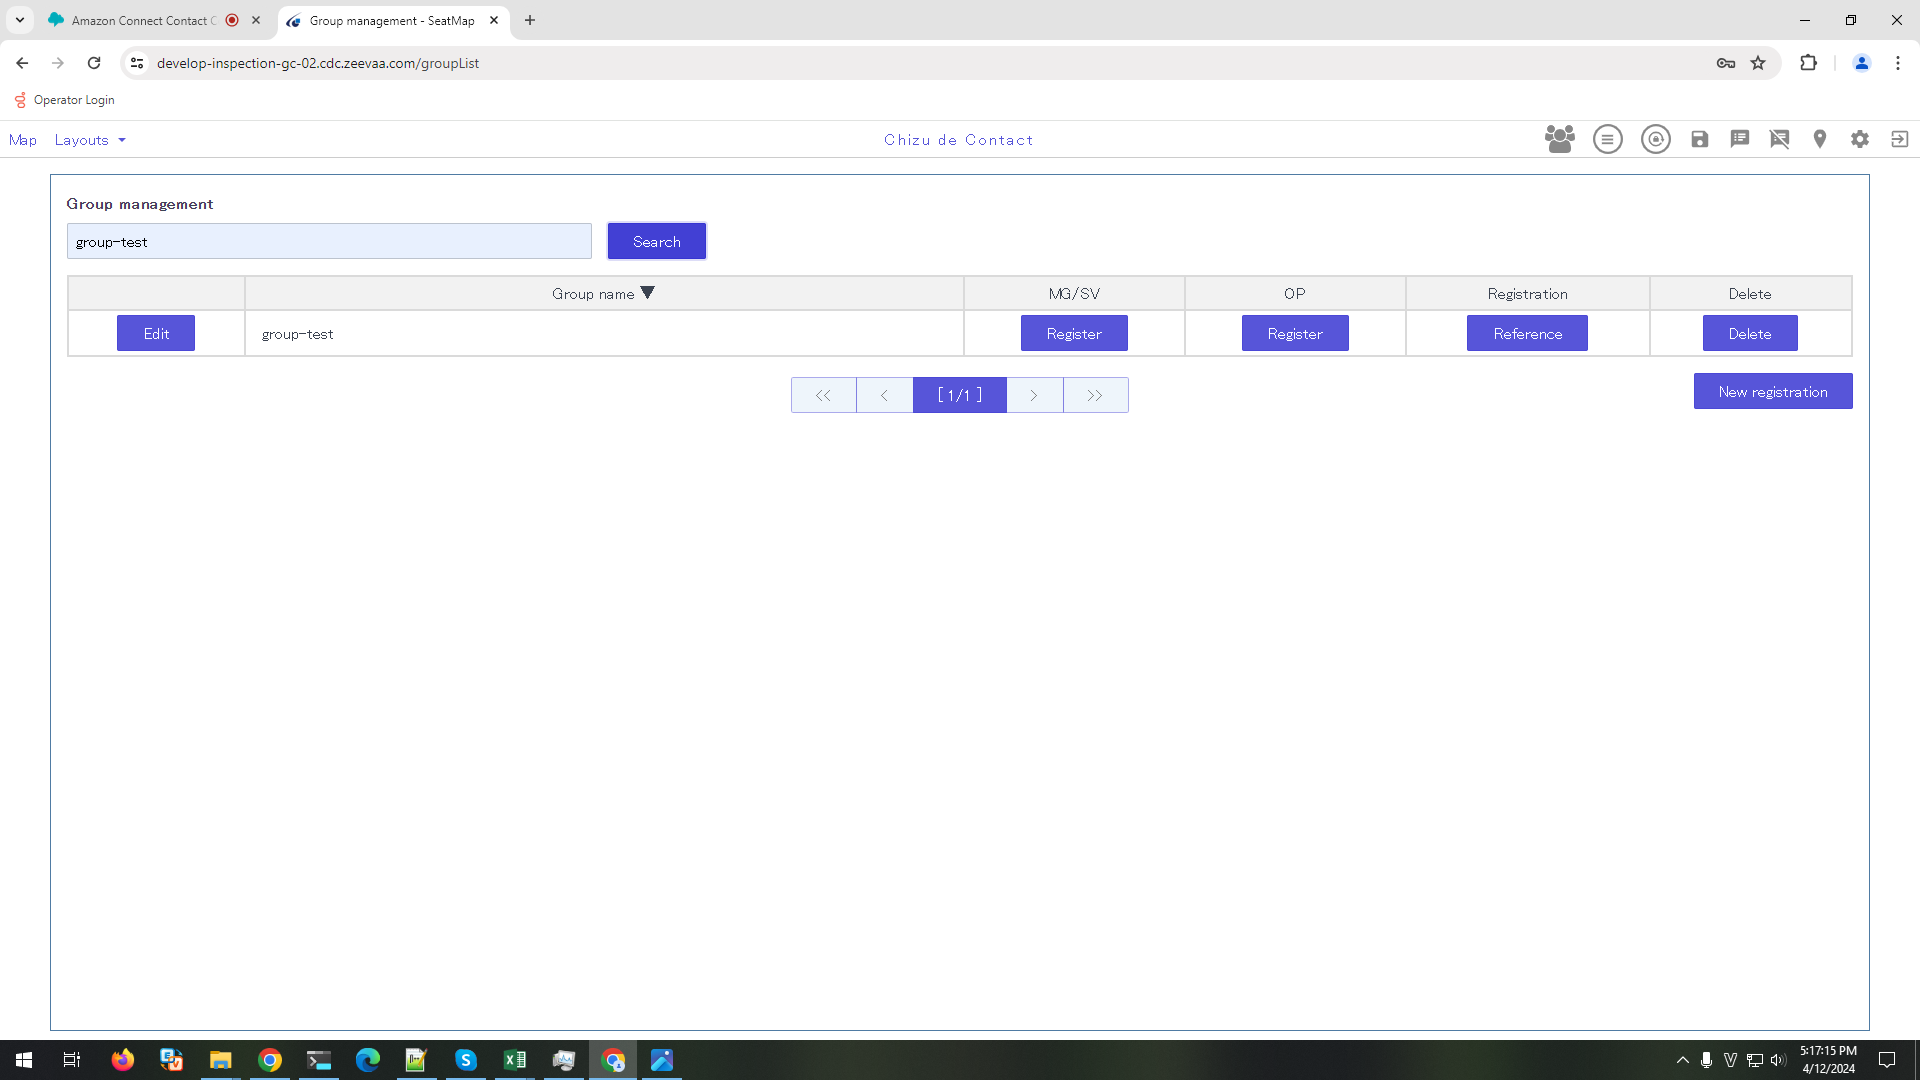 Amazon Connect Contact C
Group management - SeatMap
develop-inspection-gc-02.cdc.zeevaa.com/groupList
Operator Login
Map Layouts Chizu de Contact
Group management
group-test Search
Group name ▼ MG/SV OP Registration Delete
Edit group-test Register Register Reference Delete
<< < [ 1/1 ] > >> New registration
5:17:15 PM
4/12/2024